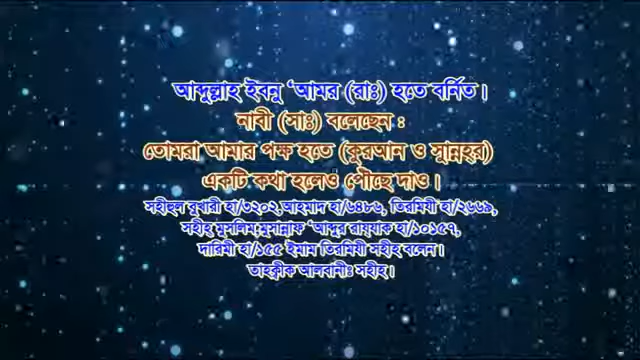 আব্দুল্লাহ ইবনু ‘আমর (রাঃ) হতে বর্নিত।
নাবী (সাঃ) বলেছেন :
তোমরা আমার পক্ষ হতে (কুরআন ও সুান্নহর)
একটি কথা হলেও পৌছে দাও।
সহীহুল বুখারী হা/৩২০২,আহমাদ হা/৬৪৮৬, তিরমিযী হা/২৬৬৯,
সহীহ্ মুসলিম;মুসান্নাফ ‘আব্দুর রায্যাক হা/১০১৫৭,
দারিমী হা/১৫৫ ইমাম তিরমিযী সহীহ বলেন।
তাহক্বীক আলবানীঃ সহীহ।